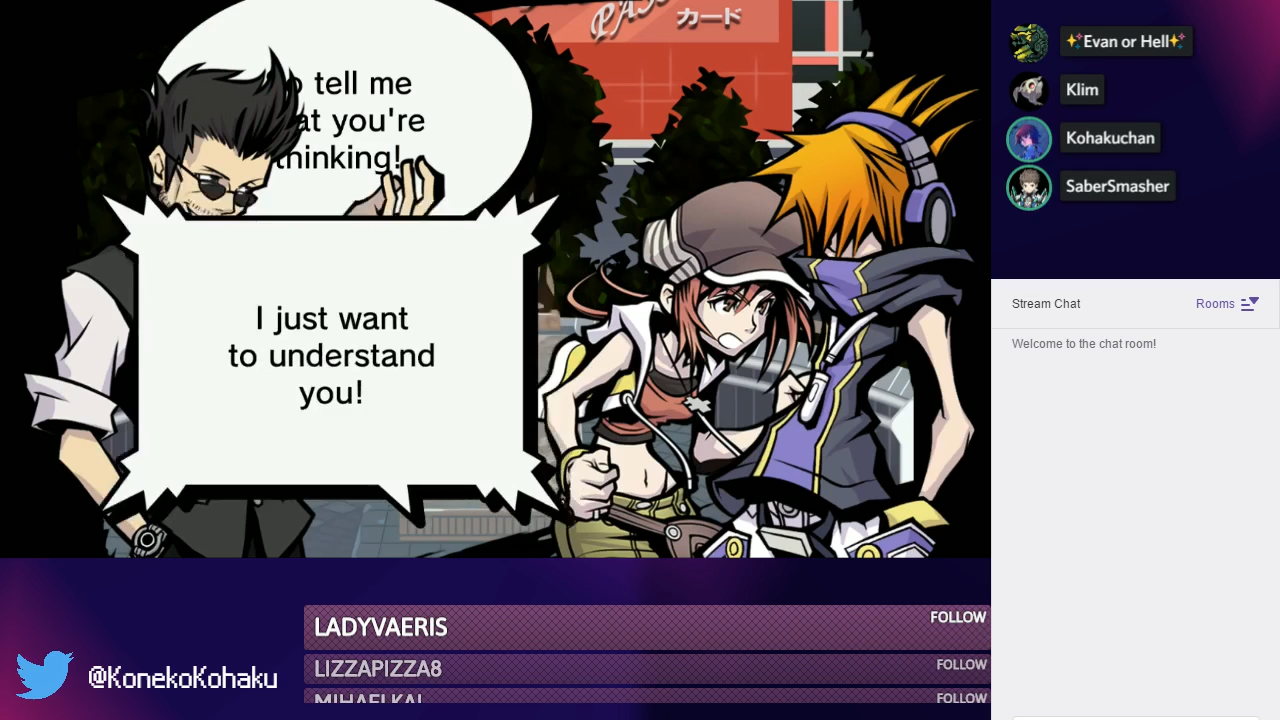 PASS
カード
tell me
you're
thinking!
I just want
to understand
you!
✨Evan or Hell✨
Klim
Kohakuchan
SaberSmasher
Stream Chat
Rooms
Welcome to the chat room!
LADYVAERIS
FOLLOW
LIZZAPIZZA8
FOLLOW
FOLLOW
@KonekoKohaku